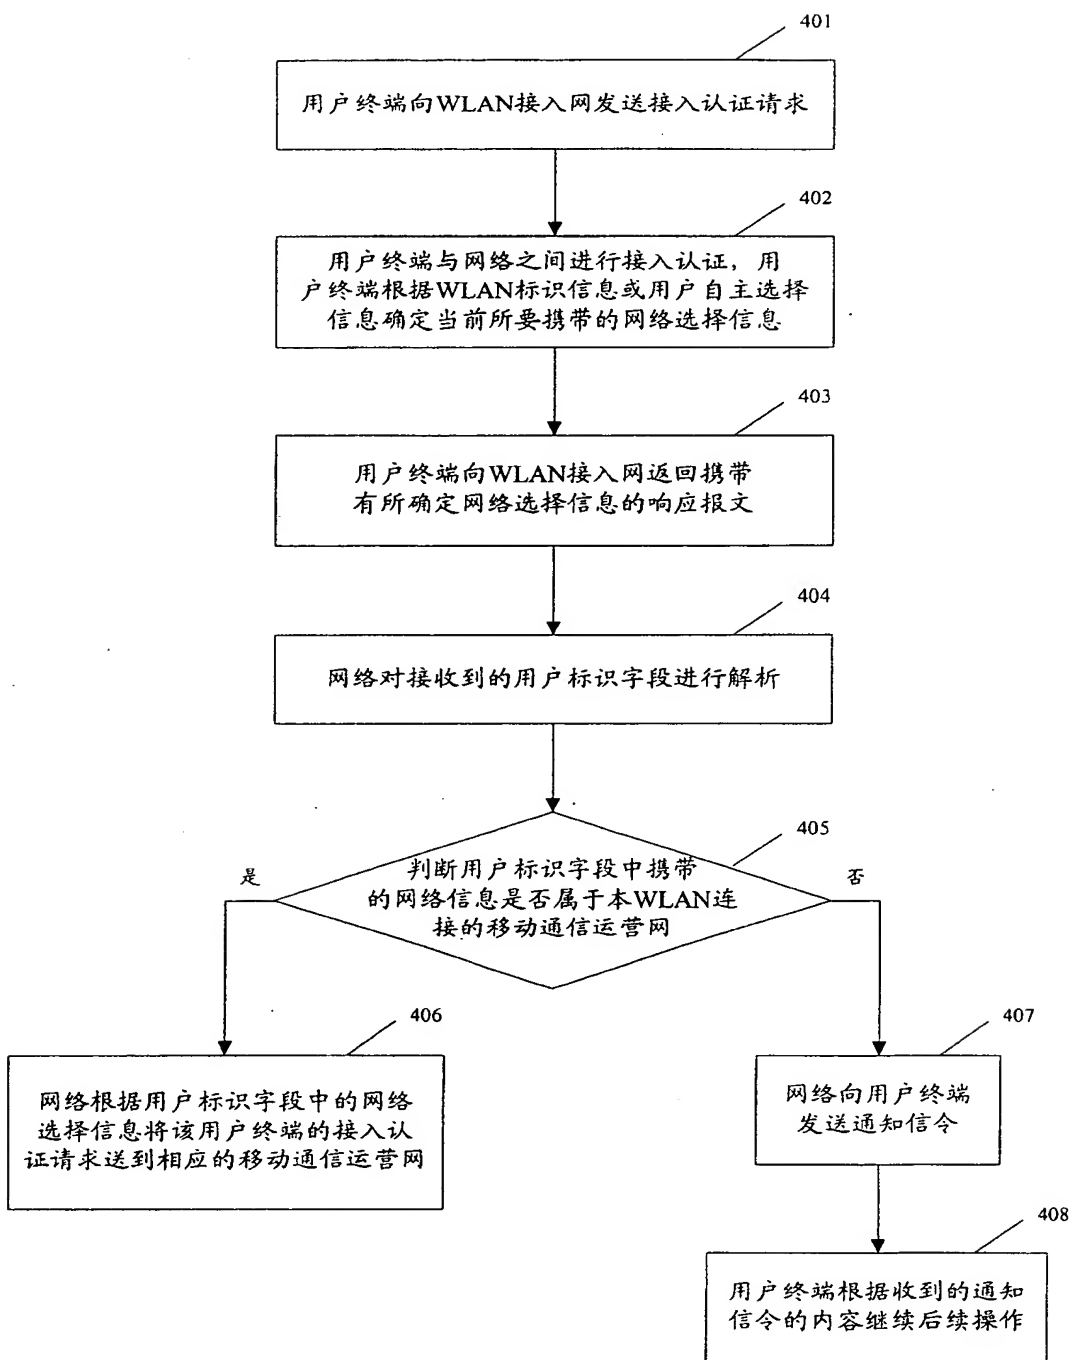 401
用户终端向WLAN接入网发送接入认证请求
402
用户终端与网络之间进行接入认证，用
户终端根据WLAN标识信息或用户自主选择
信息确定当前所要携带的网络选择信息
403
用户终端向WLAN接入网返回携带
有所确定网络选择信息的响应报文
404
网络对接收到的用户标识字段进行解析
405
判断用户标识字段中携带
的网络信息是否属于本WLAN连
接的移动通信运营网
是
否
406
网络根据用户标识字段中的网络
选择信息将该用户终端的接入认
证请求送到相应的移动通信运营网
407
网络向用户终端
发送通知信令
408
用户终端根据收到的通知
信令的内容继续后续操作